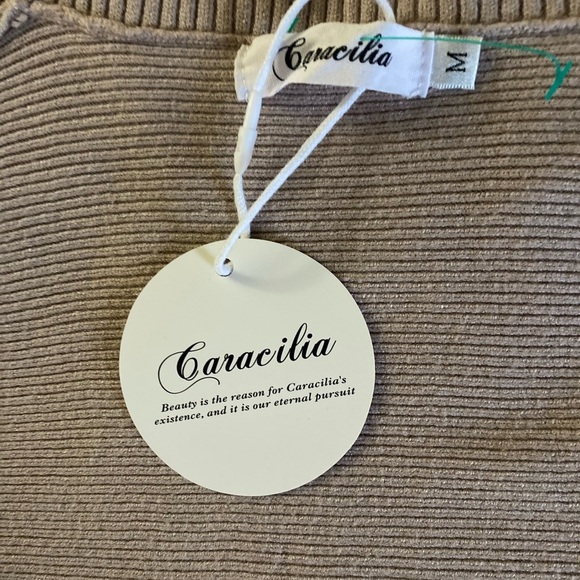 Caracilia
M
Caracilia
Beauty is the reason for Caracilia's
existence, and it is our eternal pursuit